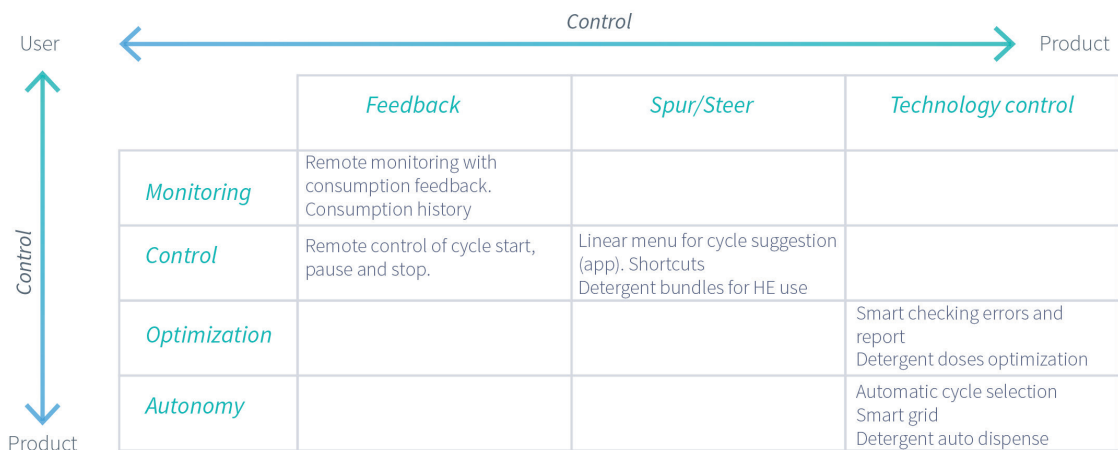 Control
User
Product
Feedback
Spur/Steer
Technology control
Control
Monitoring
Remote monitoring with
consumption feedback.
Consumption history
Control
Remote control of cycle start,
pause and stop.
Linear menu for cycle suggestion
(app). Shortcuts
Detergent bundles for HE use
Optimization
Smart checking errors and
report
Detergent doses optimization
Autonomy
Automatic cycle selection
Smart grid
Detergent auto dispense
Product